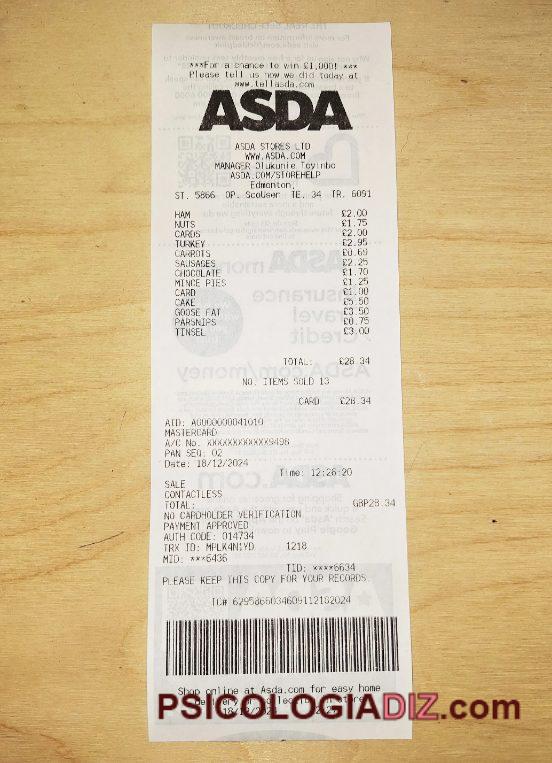 ***For a chance to win £1,000! ***
Please tell us how we did today at
www.tellasda.com
ASDA
ASDA STORES LTD
WWW.ASDA.COM
MANAGER Olukunle Toyinbo
ASDA.COM/STOREHELP
Edmonton,
ST. 5866 OP. ScoUser TE. 34 TR. 6091
HAM £2.00
NUTS £1.75
CARDS £2.00
TURKEY £2.95
CARROTS £0.69
SAUSAGES £2.25
CHOCOLATE £1.70
MINCE PIES £1.25
CARD £1.00
CAKE £5.50
GOOSE FAT £3.50
PARSNIPS £0.75
TINSEL £3.00
TOTAL: £28.34
NO. ITEMS SOLD 13
CARD £28.34
AID: A0000000041010
MASTERCARD
A/C No. XXXXXXXXXXXX9498
PAN SEQ: 02
Date: 18/12/2024
Time: 12:26:20
SALE
CONTACTLESS
TOTAL: GBP28.34
NO CARDHOLDER VERIFICATION
PAYMENT APPROVED
AUTH CODE: 014734
TRX ID: MPLK4N1YD 1218
MID: ***6436
TID: ****6634
PLEASE KEEP THIS COPY FOR YOUR RECORDS.
TC# 6295866034609112182024
Shop online at Asda.com for easy home
PSICOLOGIADIZ.com